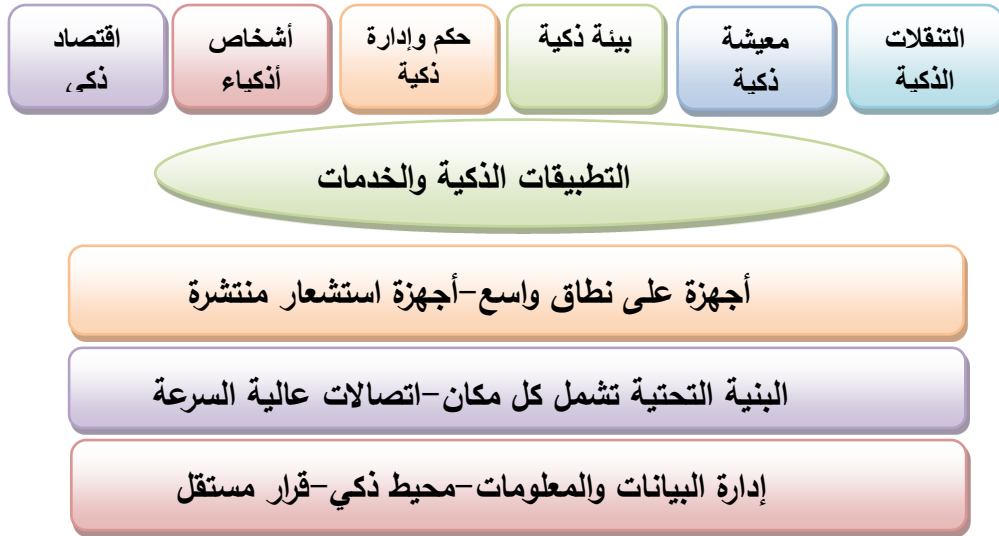 التنقلات
الذكية
معيشة
ذكية
بيئة ذكية
حكم وإدارة
ذكية
أشخاص
أذكياء
اقتصاد
ذكي
التطبيقات الذكية والخدمات
أجهزة على نطاق واسع-أجهزة استشعار منتشرة
البنية التحتية تشمل كل مكان-اتصالات عالية السرعة
إدارة البيانات والمعلومات-محيط ذكي-قرار مستقل